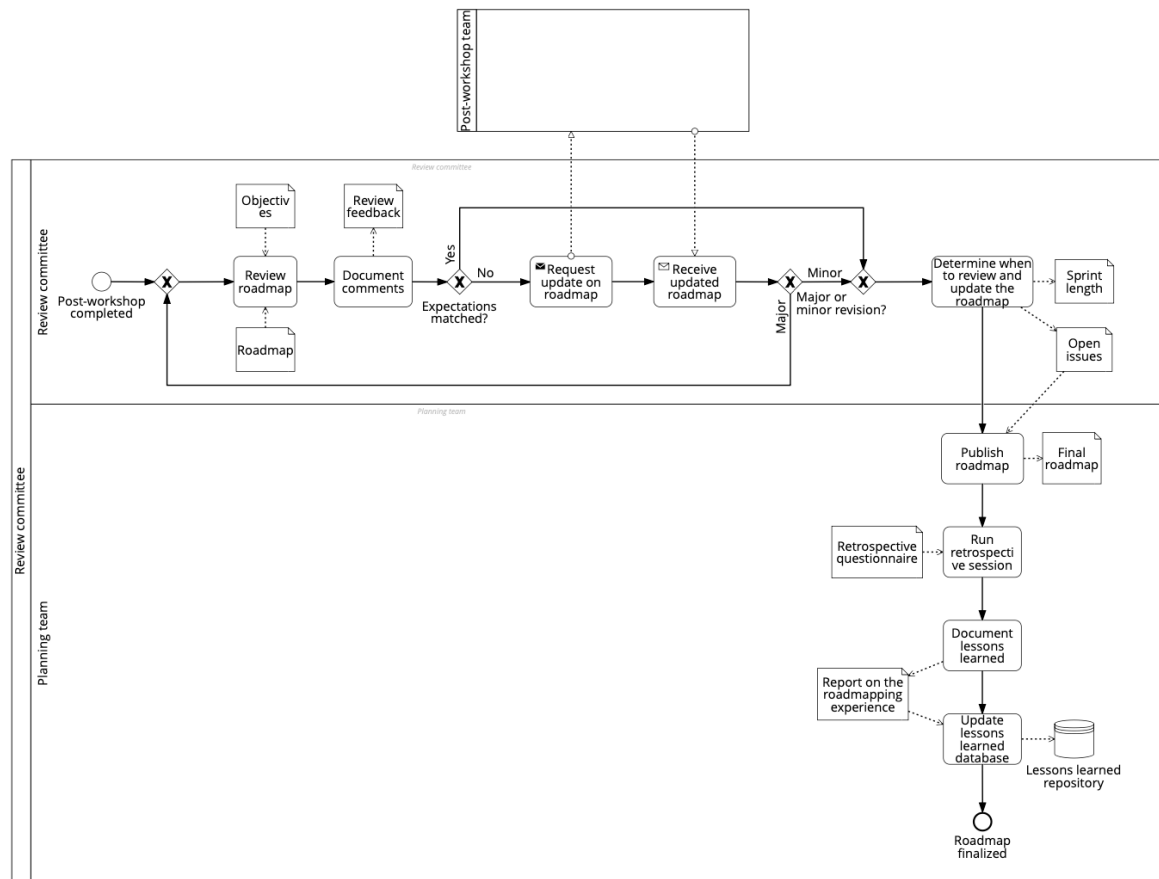 Post-workshop team
Review committee
Review committee
Review committee
Objectiv
es
Review
feedback
Post-workshop
completed
Review
roadmap
Document
comments
Yes
No
Expectations
matched?
Request
update on
roadmap
Receive
updated
roadmap
Minor
Major or
minor revision?
Major
Determine when
to review and
update the
roadmap
Sprint
length
Roadmap
Open
issues
Planning team
Planning team
Publish
roadmap
Final
roadmap
Retrospective
questionnaire
Run
retrospecti
ve session
Document
lessons
learned
Report on the
roadmapping
experience
Update
lessons
learned
database
Lessons learned
repository
Roadmap
finalized